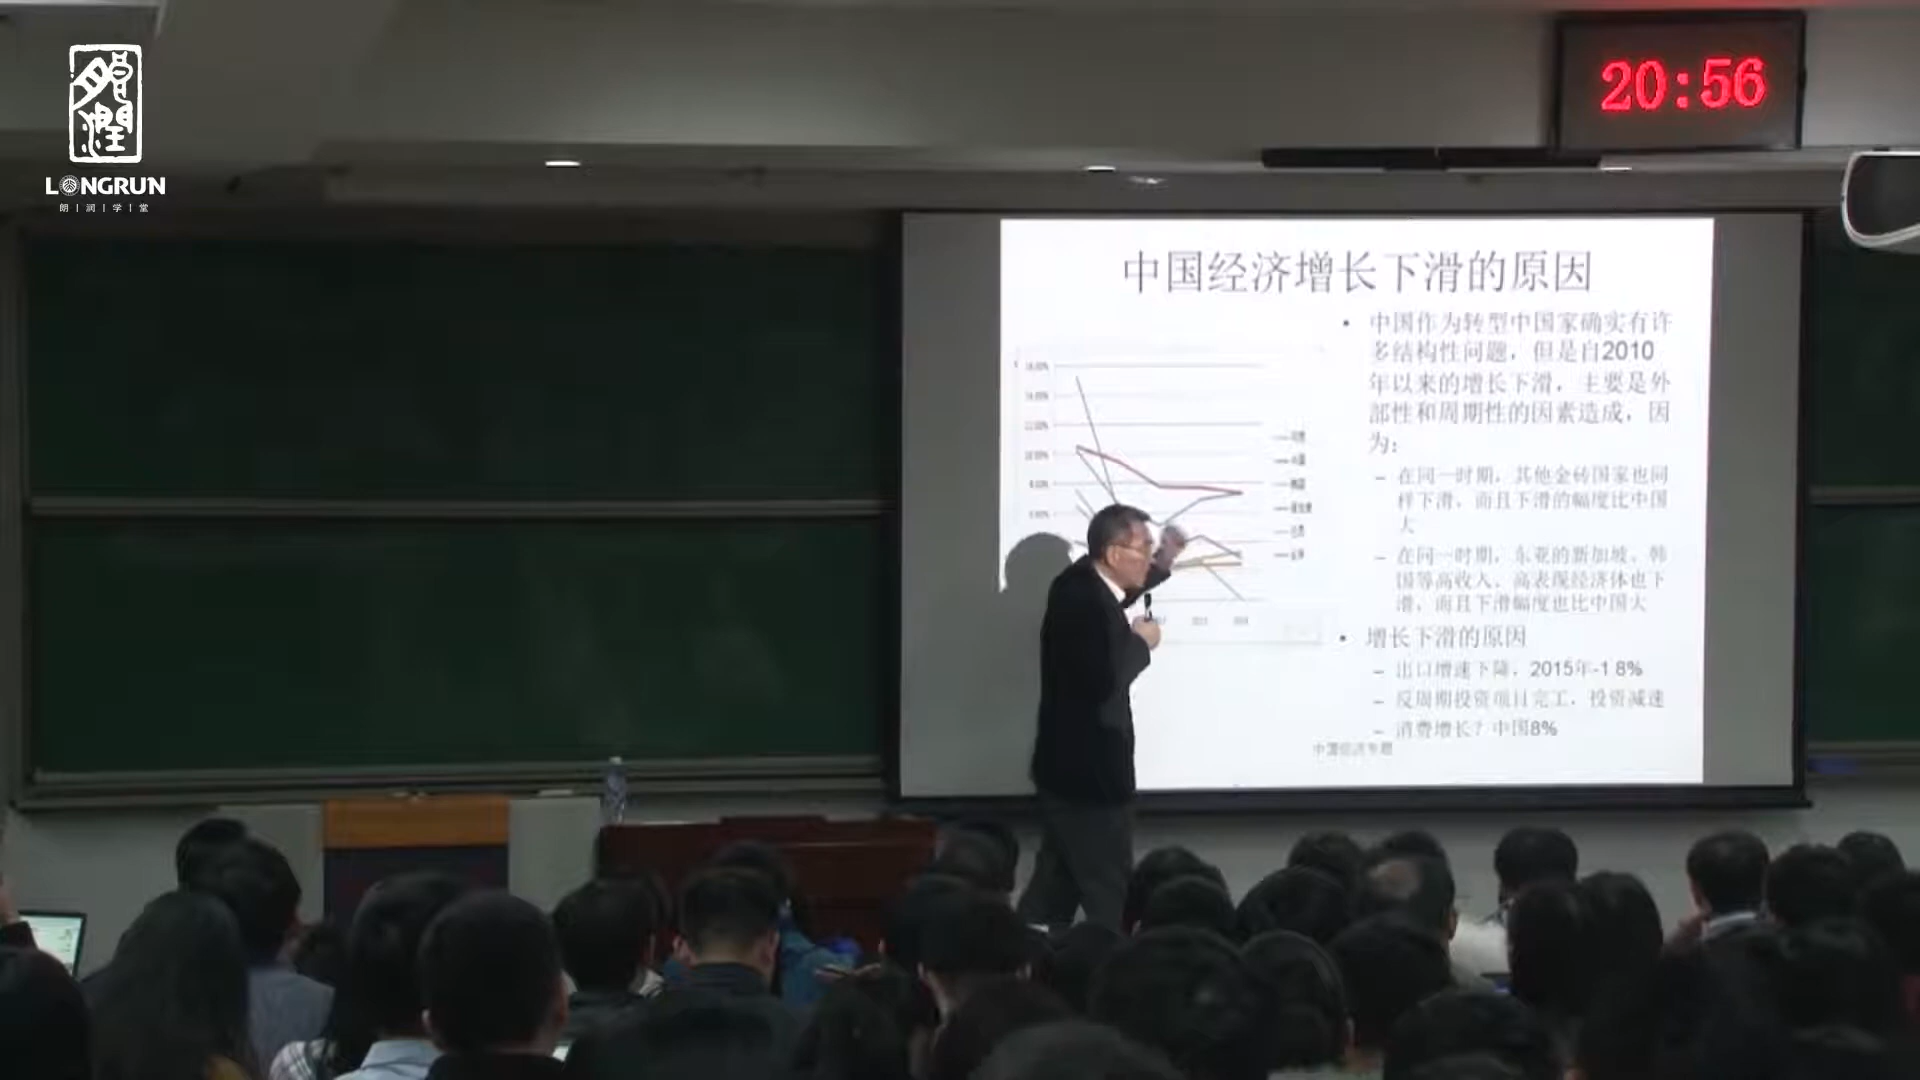 朗润
LONGRUN
朗|润|学|堂
20:56
中国经济增长下滑的原因
• 中国作为转型中国家确实有许
多结构性问题，但是自2010
年以来的增长下滑，主要是外
部性和周期性的因素造成，因
为：
– 在同一时期，其他金砖国家也同
样下滑，而且下滑的幅度比中国
大
– 在同一时期，东亚的新加坡、韩
国等高收入、高表现经济体也下
滑，而且下滑幅度也比中国大
• 增长下滑的原因
– 出口增速下降，2015年-1.8%
– 反周期投资项目完工，投资减速
– 消费增长？中国8%
中国经济专题